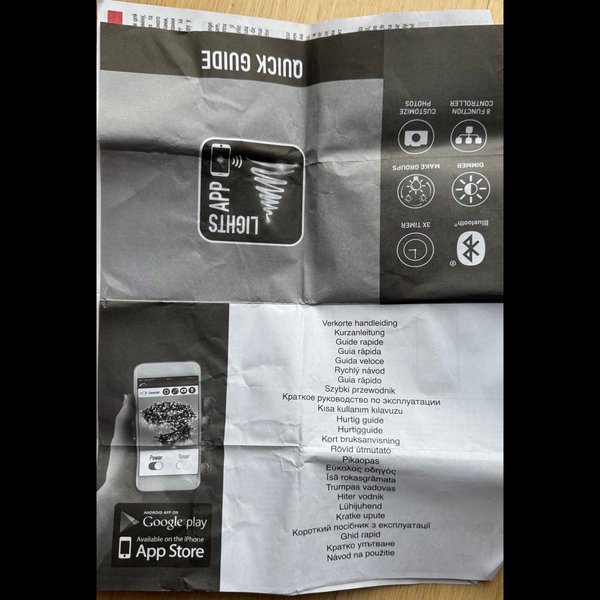 QUICK GUIDE
LIGHTS APP
8 FUNCTION CONTROLLER
CUSTOMIZE PHOTOS
DIMMER
MAKE GROUPS
Bluetooth®
3X TIMER
Verkorte handleiding
Kurzanleitung
Guide rapide
Guía rápida
Guida veloce
Rychlý návod
Guia rápido
Szybki przewodnik
Краткое руководство по эксплуатации
Kısa kullanım kılavuzu
Hurtig guide
Hurtigguide
Kort bruksanvisning
Rövid útmutató
Pikaopas
Εύκολος οδηγός
Īsā rokasgrāmata
Trumpas vadovas
Hiter vodnik
Lühijuhend
Kratke upute
Короткий посібник з експлуатації
Ghid rapid
Кратко упътване
Návod na použitie
Power
Timer
ANDROID APP ON
Google play
Available on the iPhone
App Store